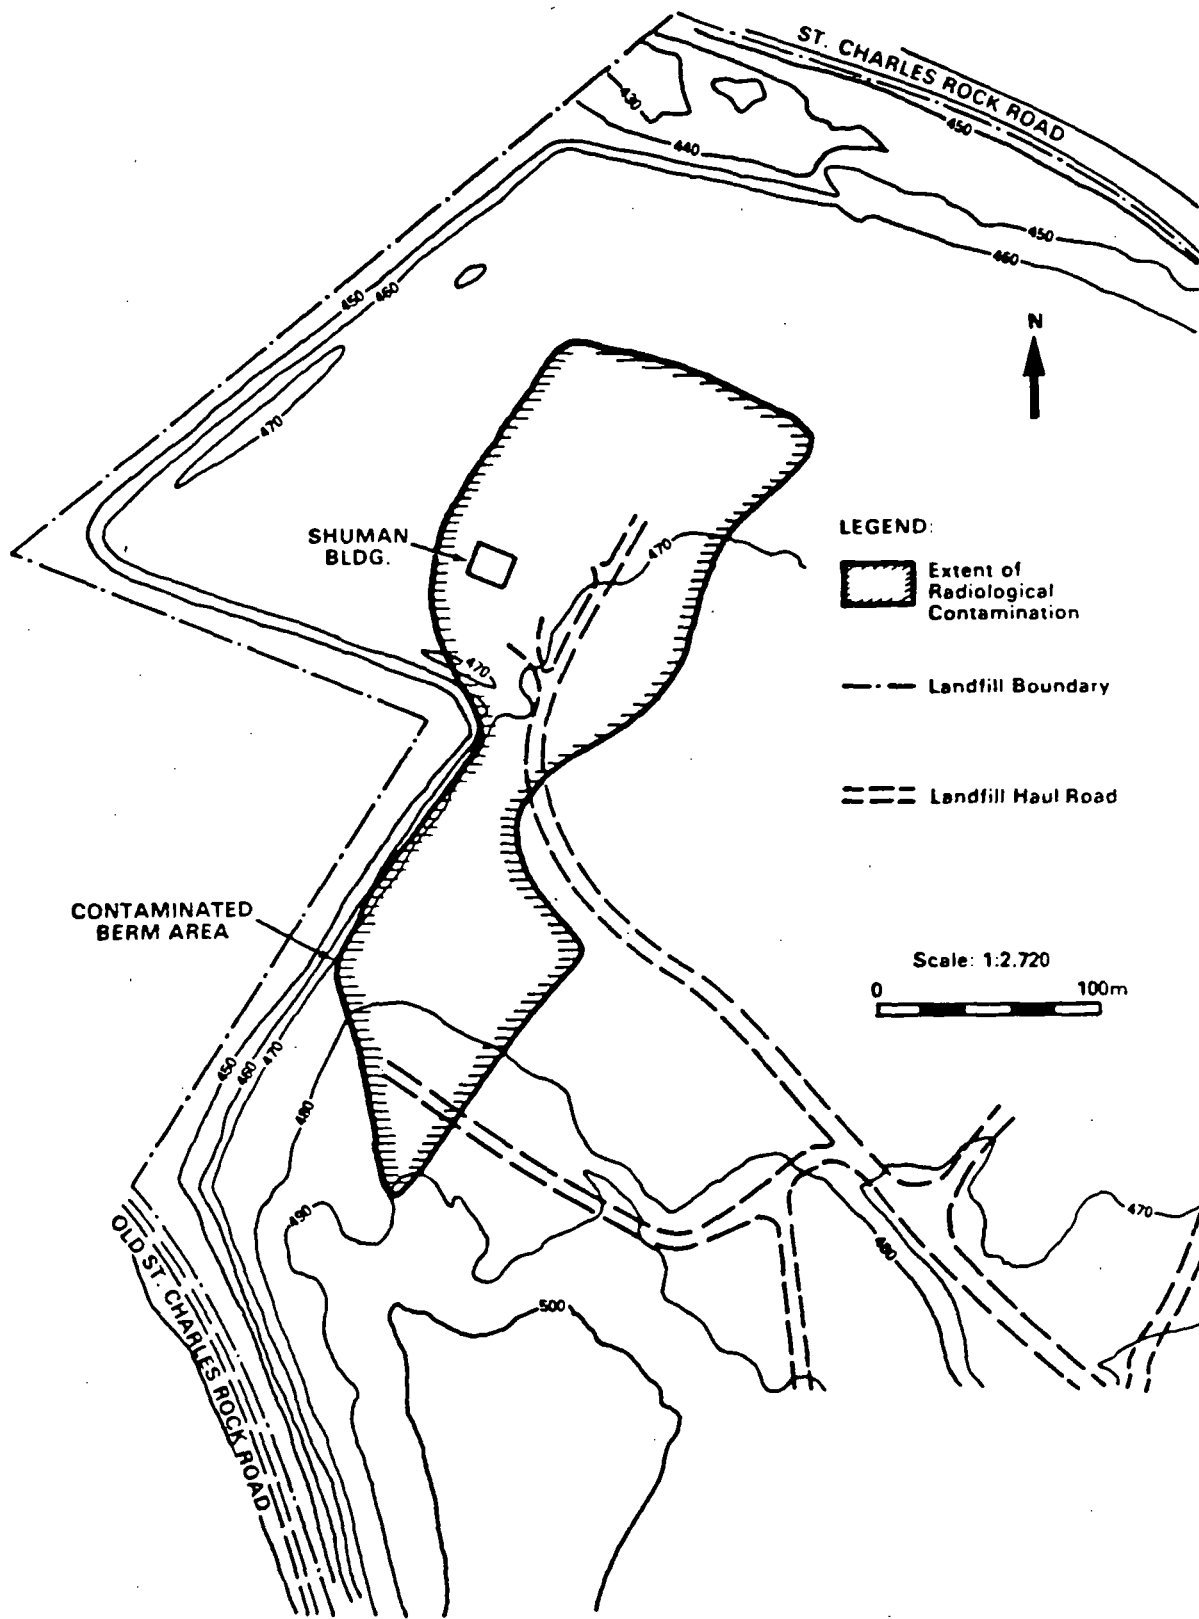 ST. CHARLES ROCK ROAD
430
450
440
450
460
450
460
N
470
LEGEND:
SHUMAN
BLDG.
470
Extent of
Radiological
Contamination
470
Landfill Boundary
Landfill Haul Road
CONTAMINATED
BERM AREA
Scale: 1:2.720
0
100m
450
460
470
480
490
470
480
OLD ST. CHARLES ROCK ROAD
500